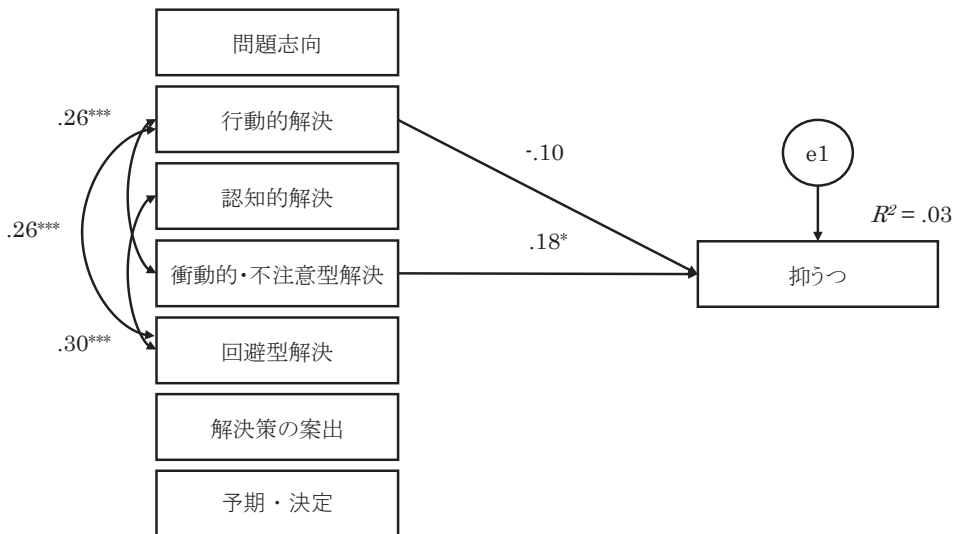 問題志向
.26***
行動的解決
-.10
e1
認知的解決
.26***
.18*
R² = .03
衝動的・不注意型解決
抑うつ
.30***
回避型解決
解決策の案出
予期・決定